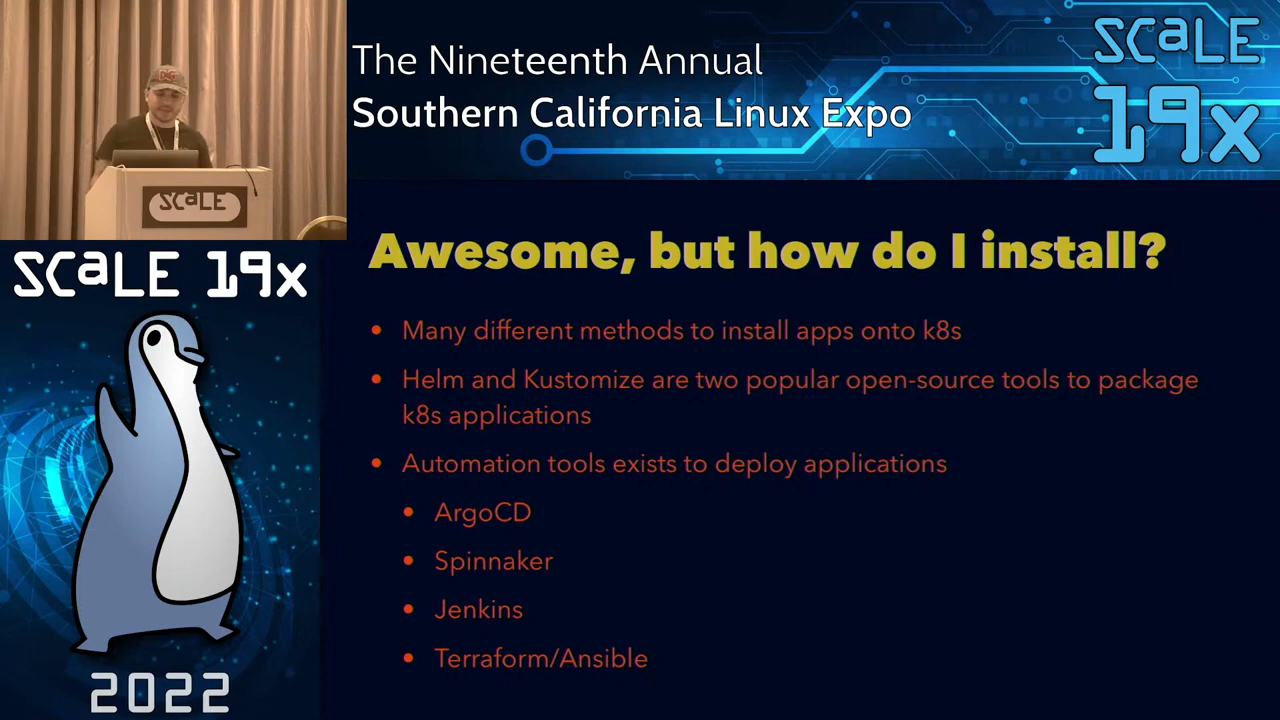 The Nineteenth Annual
Southern California Linux Expo
SCaLE
19x
SCaLE
SCaLE 19x
2022
Awesome, but how do I install?
• Many different methods to install apps onto k8s
• Helm and Kustomize are two popular open-source tools to package
k8s applications
• Automation tools exists to deploy applications
• ArgoCD
• Spinnaker
• Jenkins
• Terraform/Ansible